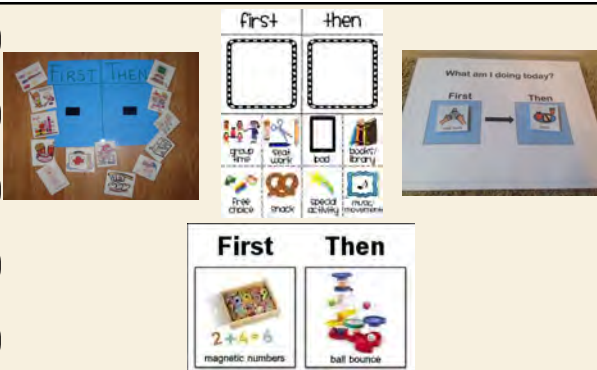 FIRST THEN
first then
group time
seat work
ipad
books/ library
free choice
snack
special activity
music/ movement
What am I doing today?
First Then
First Then
2+4=6
magnetic numbers
ball bounce